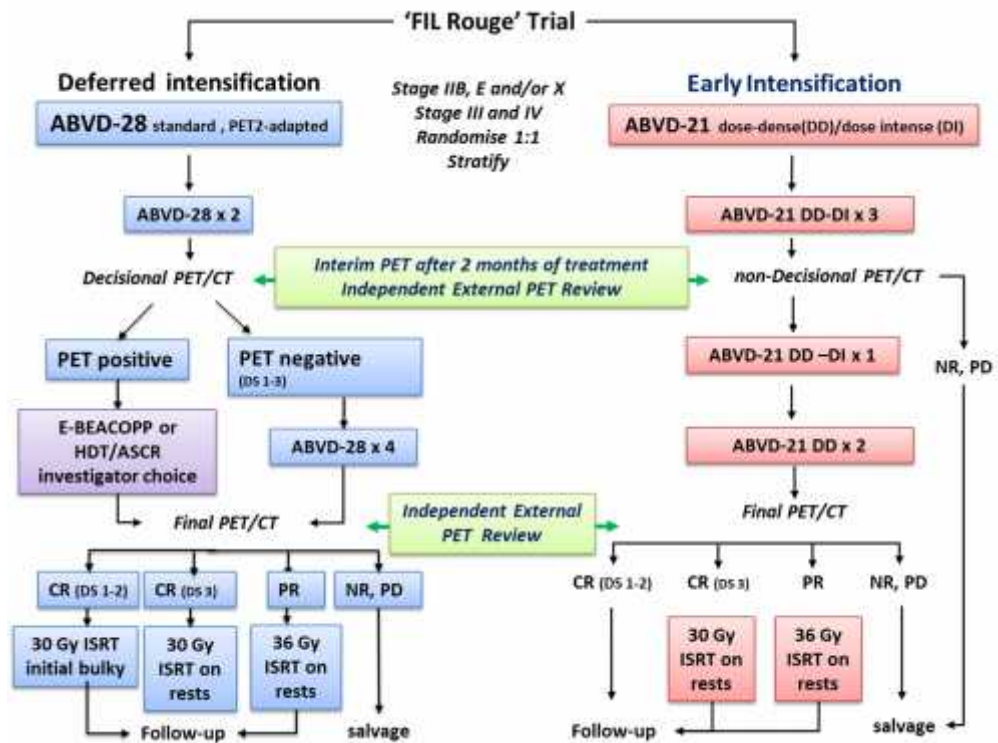 ‘FIL Rouge’ Trial
Deferred intensification
ABVD-28 standard , PET2-adapted
Stage IIB, E and/or X
Stage III and IV
Randomise 1:1
Stratify
Early Intensification
ABVD-21 dose-dense(DD)/dose intense (DI)
ABVD-28 x 2
ABVD-21 DD-DI x 3
Decisional PET/CT
Interim PET after 2 months of treatment
Independent External PET Review
non-Decisional PET/CT
PET positive
PET negative
(DS 1-3)
ABVD-21 DD –DI x 1
NR, PD
E-BEACOPP or
HDT/ASCR
investigator choice
ABVD-28 x 4
ABVD-21 DD x 2
Final PET/CT
Independent External
PET Review
Final PET/CT
CR (DS 1-2)
CR (DS 3)
PR
NR, PD
CR (DS 1-2)
CR (DS 3)
PR
NR, PD
30 Gy ISRT
initial bulky
30 Gy
ISRT on
rests
36 Gy
ISRT on
rests
30 Gy
ISRT on
rests
36 Gy
ISRT on
rests
Follow-up
salvage
Follow-up
salvage